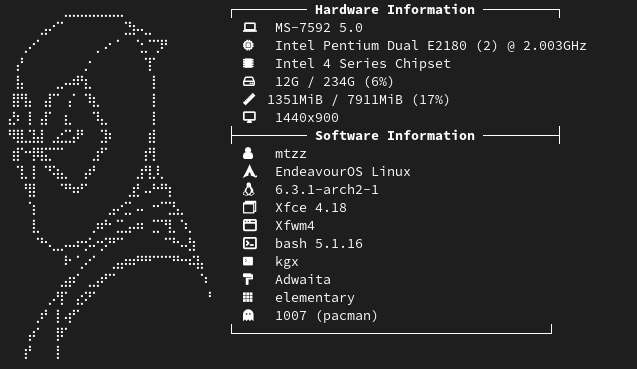 Hardware Information
MS-7592 5.0
Intel Pentium Dual E2180 (2) @ 2.003GHz
Intel 4 Series Chipset
12G / 234G (6%)
1351MiB / 7911MiB (17%)
1440x900
Software Information
mtzz
EndeavourOS Linux
6.3.1-arch2-1
Xfce 4.18
Xfwm4
bash 5.1.16
kgx
Adwaita
elementary
1007 (pacman)